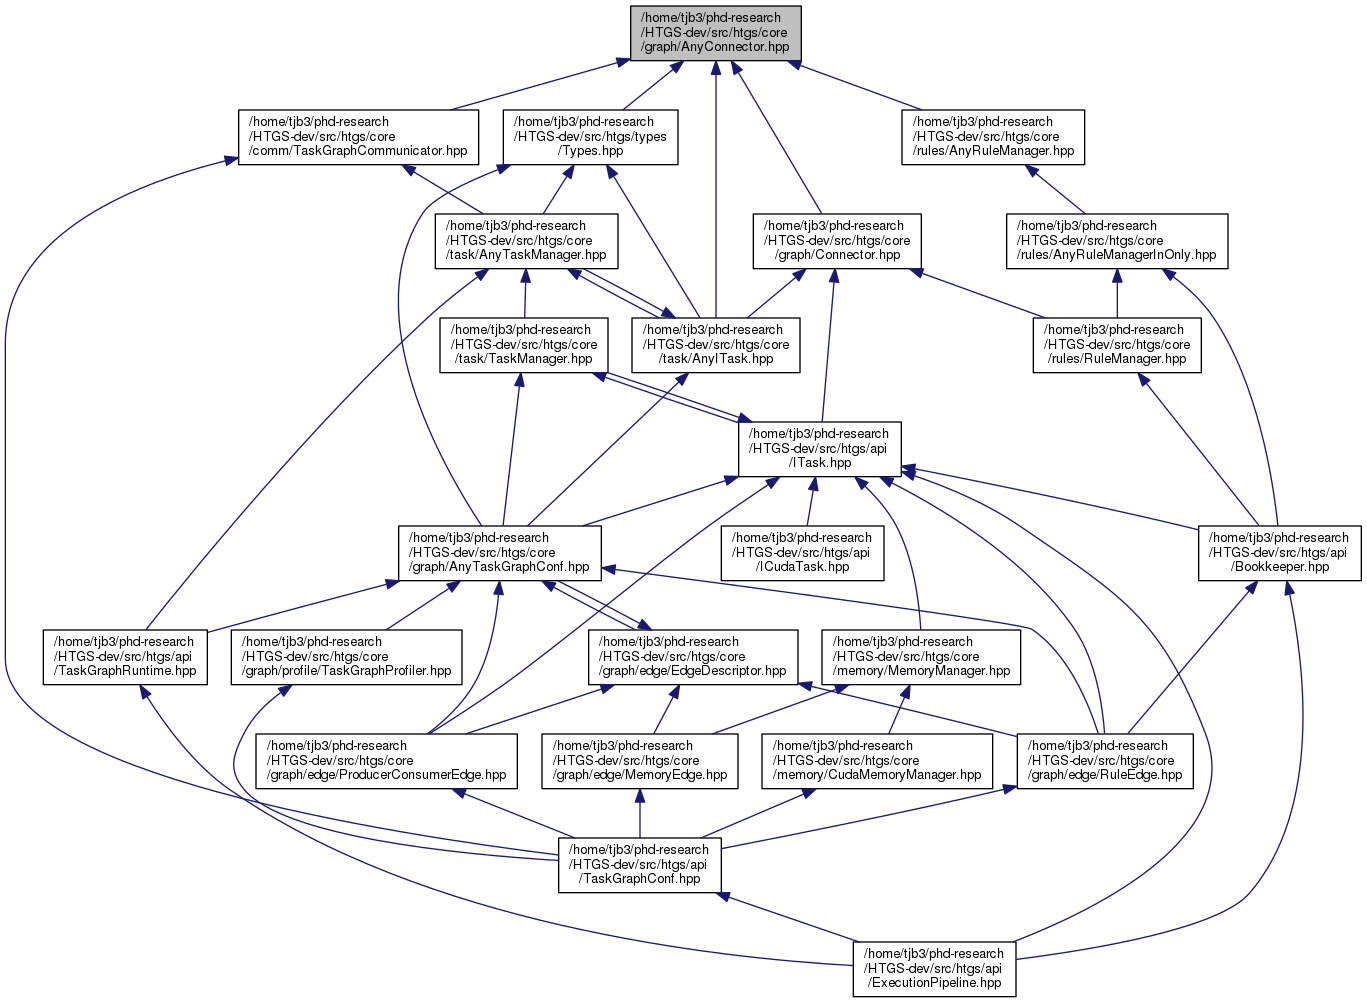 /home/tjb3/phd-research
/HTGS-dev/src/htgs/core
/graph/AnyConnector.hpp
/home/tjb3/phd-research
/HTGS-dev/src/htgs/core
/comm/TaskGraphCommunicator.hpp
/home/tjb3/phd-research
/HTGS-dev/src/htgs/types
/Types.hpp
/home/tjb3/phd-research
/HTGS-dev/src/htgs/core
/rules/AnyRuleManager.hpp
/home/tjb3/phd-research
/HTGS-dev/src/htgs/core
/task/AnyTaskManager.hpp
/home/tjb3/phd-research
/HTGS-dev/src/htgs/core
/graph/Connector.hpp
/home/tjb3/phd-research
/HTGS-dev/src/htgs/core
/rules/AnyRuleManagerInOnly.hpp
/home/tjb3/phd-research
/HTGS-dev/src/htgs/core
/task/TaskManager.hpp
/home/tjb3/phd-research
/HTGS-dev/src/htgs/core
/task/AnyITask.hpp
/home/tjb3/phd-research
/HTGS-dev/src/htgs/core
/rules/RuleManager.hpp
/home/tjb3/phd-research
/HTGS-dev/src/htgs/api
/ITask.hpp
/home/tjb3/phd-research
/HTGS-dev/src/htgs/core
/graph/AnyTaskGraphConf.hpp
/home/tjb3/phd-research
/HTGS-dev/src/htgs/api
/ICudaTask.hpp
/home/tjb3/phd-research
/HTGS-dev/src/htgs/api
/Bookkeeper.hpp
/home/tjb3/phd-research
/HTGS-dev/src/htgs/api
/TaskGraphRuntime.hpp
/home/tjb3/phd-research
/HTGS-dev/src/htgs/core
/graph/profile/TaskGraphProfiler.hpp
/home/tjb3/phd-research
/HTGS-dev/src/htgs/core
/graph/edge/EdgeDescriptor.hpp
/home/tjb3/phd-research
/HTGS-dev/src/htgs/core
/memory/MemoryManager.hpp
/home/tjb3/phd-research
/HTGS-dev/src/htgs/core
/graph/edge/ProducerConsumerEdge.hpp
/home/tjb3/phd-research
/HTGS-dev/src/htgs/core
/graph/edge/MemoryEdge.hpp
/home/tjb3/phd-research
/HTGS-dev/src/htgs/core
/memory/CudaMemoryManager.hpp
/home/tjb3/phd-research
/HTGS-dev/src/htgs/core
/graph/edge/RuleEdge.hpp
/home/tjb3/phd-research
/HTGS-dev/src/htgs/api
/TaskGraphConf.hpp
/home/tjb3/phd-research
/HTGS-dev/src/htgs/api
/ExecutionPipeline.hpp